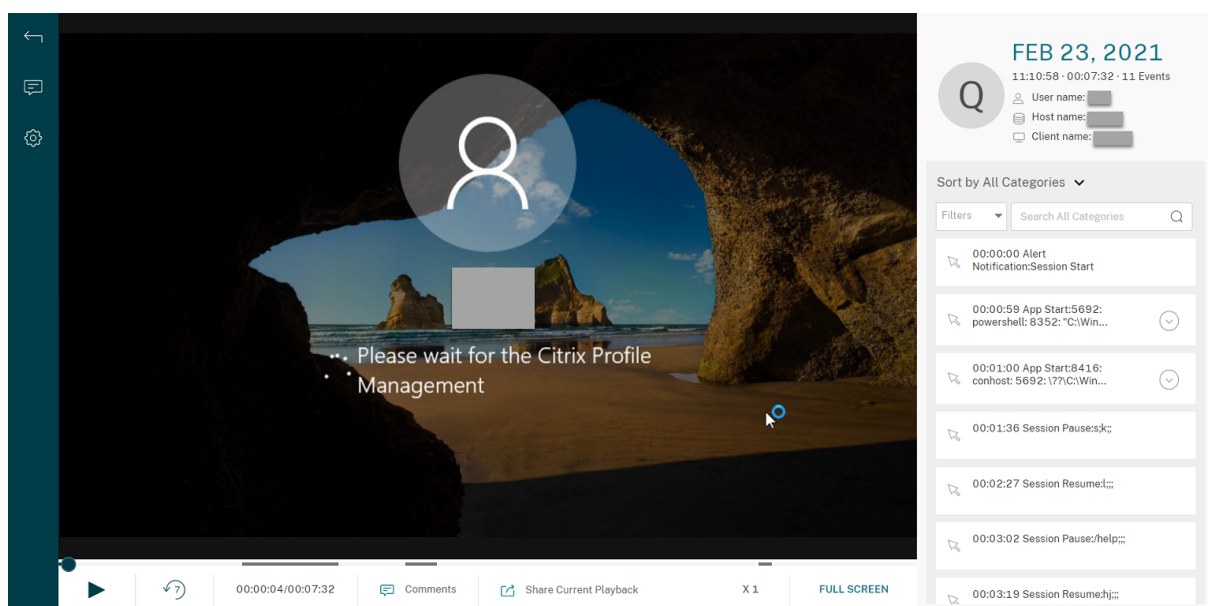 FEB 23, 2021
11:10:58 · 00:07:32 · 11 Events
Q
User name:
Host name:
Client name:
Please wait for the Citrix Profile
Management
Sort by All Categories
Filters
Search All Categories
00:00:00 Alert
Notification:Session Start
00:00:59 App Start:5692:
powershell: 8352: "C:\Win...
00:01:00 App Start:8416:
conhost: 5692: \??\C:\Win...
00:01:36 Session Pause:s;k;;
00:02:27 Session Resume:l;;;
00:03:02 Session Pause:/help;;;
00:03:19 Session Resume:hj;;;
7
00:00:04/00:07:32
Comments
Share Current Playback
X 1
FULL SCREEN